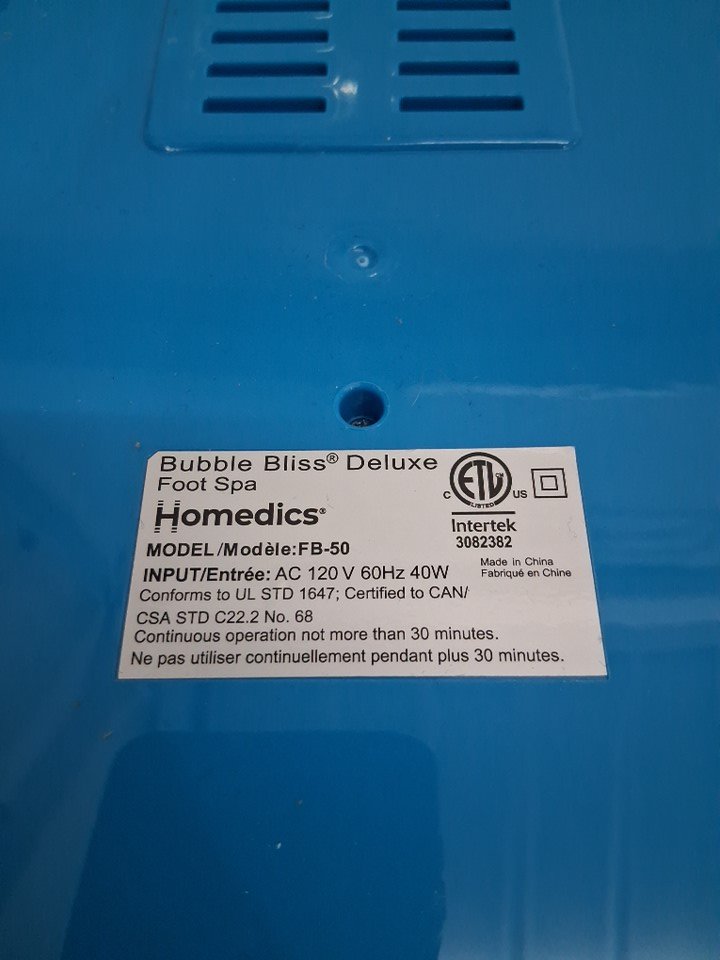 Bubble Bliss® Deluxe
Foot Spa
Homedics®
MODEL/Modèle:FB-50
INPUT/Entrée: AC 120 V 60Hz 40W
Conforms to UL STD 1647; Certified to CAN/
CSA STD C22.2 No. 68
Continuous operation not more than 30 minutes.
Ne pas utiliser continuellement pendant plus 30 minutes.
C ETL US
LISTED
Intertek
3082382
Made in China
Fabriqué en Chine